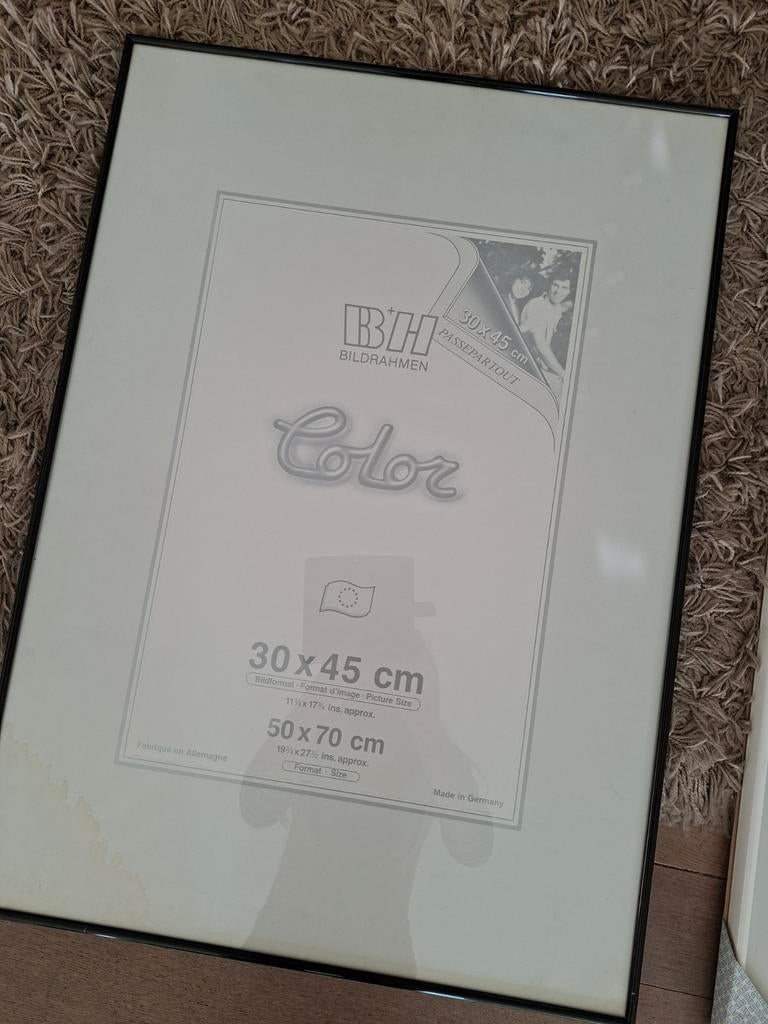 B+H
BILDRAHMEN
30 x 45 cm
PASSEPARTOUT
Color
30 x 45 cm
Bildformat · Format d'image · Picture Size
11¾ x 17¾ ins. approx.
50 x 70 cm
19¾ x 27½ ins. approx.
Format · Size
Fabriqué en Allemagne
Made in Germany